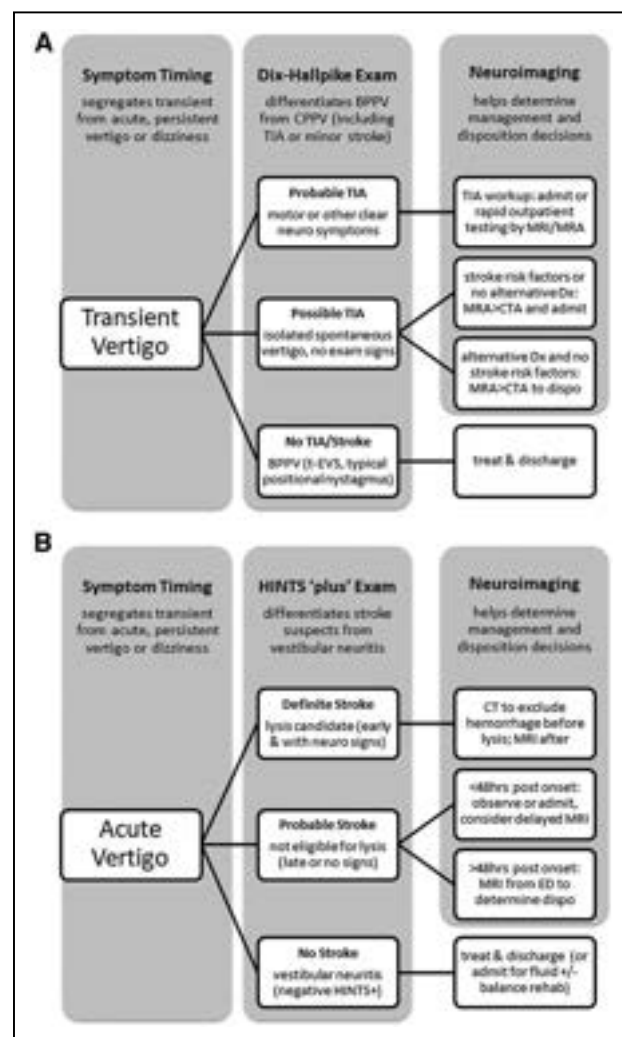 A
Symptom Timing
segregates transient
from acute, persistent
vertigo or dizziness
Dix-Hallpike Exam
differentiates BPPV
from CPPV (including
TIA or minor stroke)
Neuroimaging
helps determine
management and
disposition decisions
Transient
Vertigo
Probable TIA
motor or other clear
neuro symptoms
TIA workup: admit or
rapid outpatient
testing by MRI/MRA
Possible TIA
isolated spontaneous
vertigo, no exam signs
stroke risk factors or
no alternative Dx:
MRA>CTA and admit
alternative Dx and no
stroke risk factors:
MRA>CTA to dispo
No TIA/Stroke
BPPV (t-EVS, typical
positional nystagmus)
treat & discharge
B
Symptom Timing
segregates transient
from acute, persistent
vertigo or dizziness
HINTS 'plus' Exam
differentiates stroke
suspects from
vestibular neuritis
Neuroimaging
helps determine
management and
disposition decisions
Acute
Vertigo
Definite Stroke
lysis candidate (early
& with neuro signs)
CT to exclude
hemorrhage before
lysis; MRI after
Probable Stroke
not eligible for lysis
(late or no signs)
<48hrs post onset:
observe or admit,
consider delayed MRI
>48hrs post onset:
MRI from ED to
determine dispo
No Stroke
vestibular neuritis
(negative HINTS+)
treat & discharge (or
admit for fluid +/-
balance rehab)